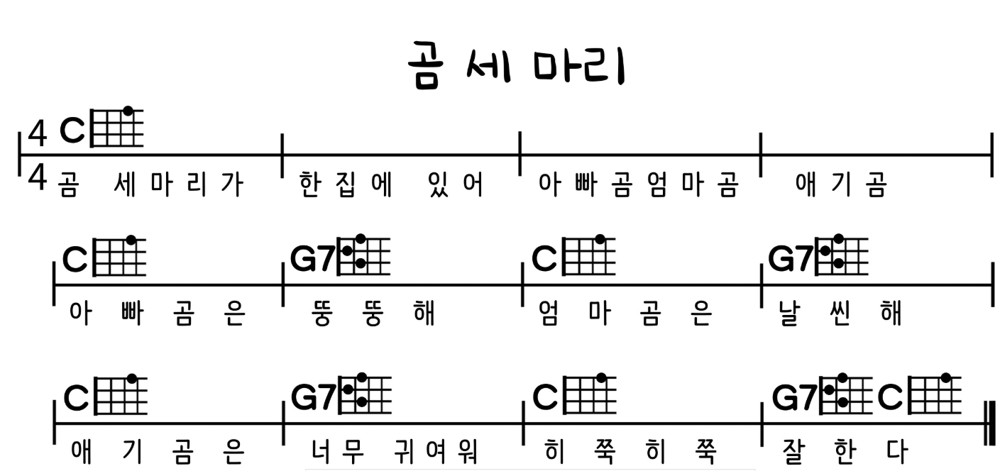 곰 세 마리
4 C
4 곰 세 마 리 가 한 집 에 있 어 아 빠 곰 엄 마 곰 애 기 곰
C G7 C G7
아 빠 곰 은 뚱 뚱 해 엄 마 곰 은 날 씬 해
C G7 C G7 C
애 기 곰 은 너 무 귀 여 워 히 쭉 히 쭉 잘 한 다